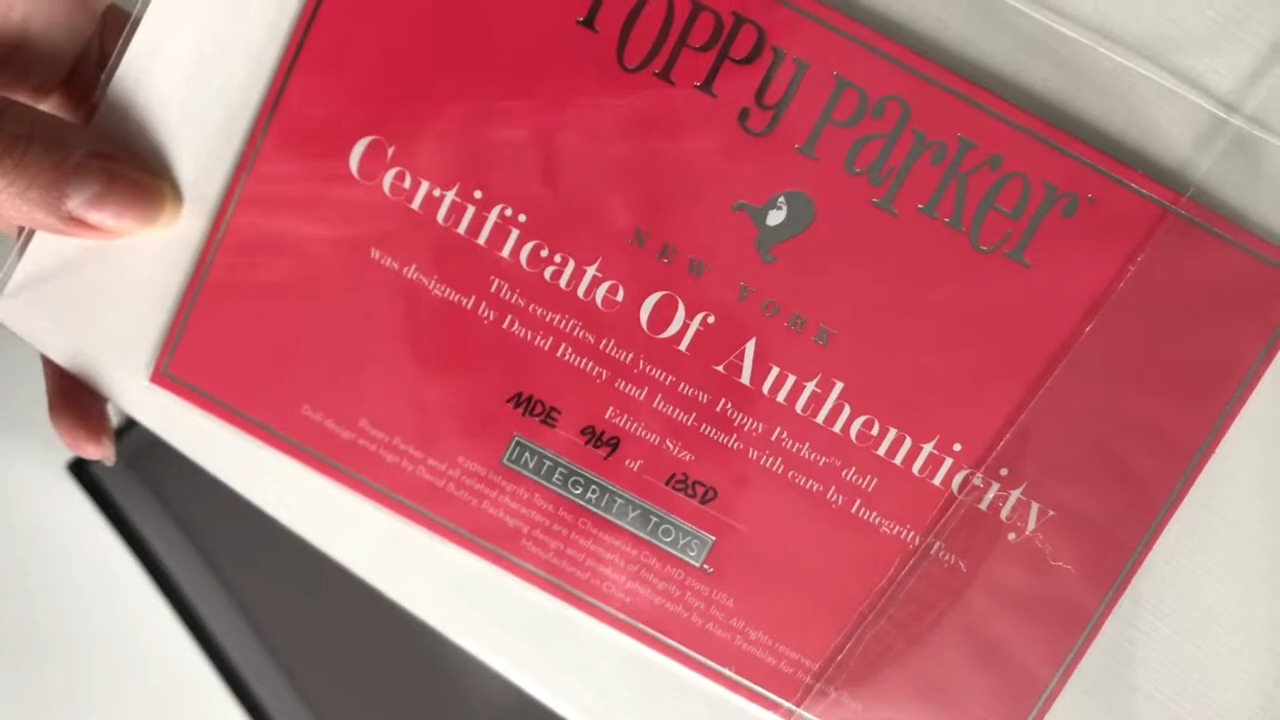 Poppy Parker
NEW YORK
Certificate Of Authenticity
This certifies that your new Poppy Parker™ doll
was designed by David Buttry and hand-made with care by Integrity Toys
Edition Size
MDE 969 of 1350
INTEGRITY TOYS
©2019 Integrity Toys, Inc. Chesapeake City, MD 21915 USA
Poppy Parker and all related characters are trademarks of Integrity Toys, Inc. All rights reserved.
Doll design and logo by David Buttry. Packaging design and product photography by Alain Tremblay for Integrity Toys
Manufactured in China